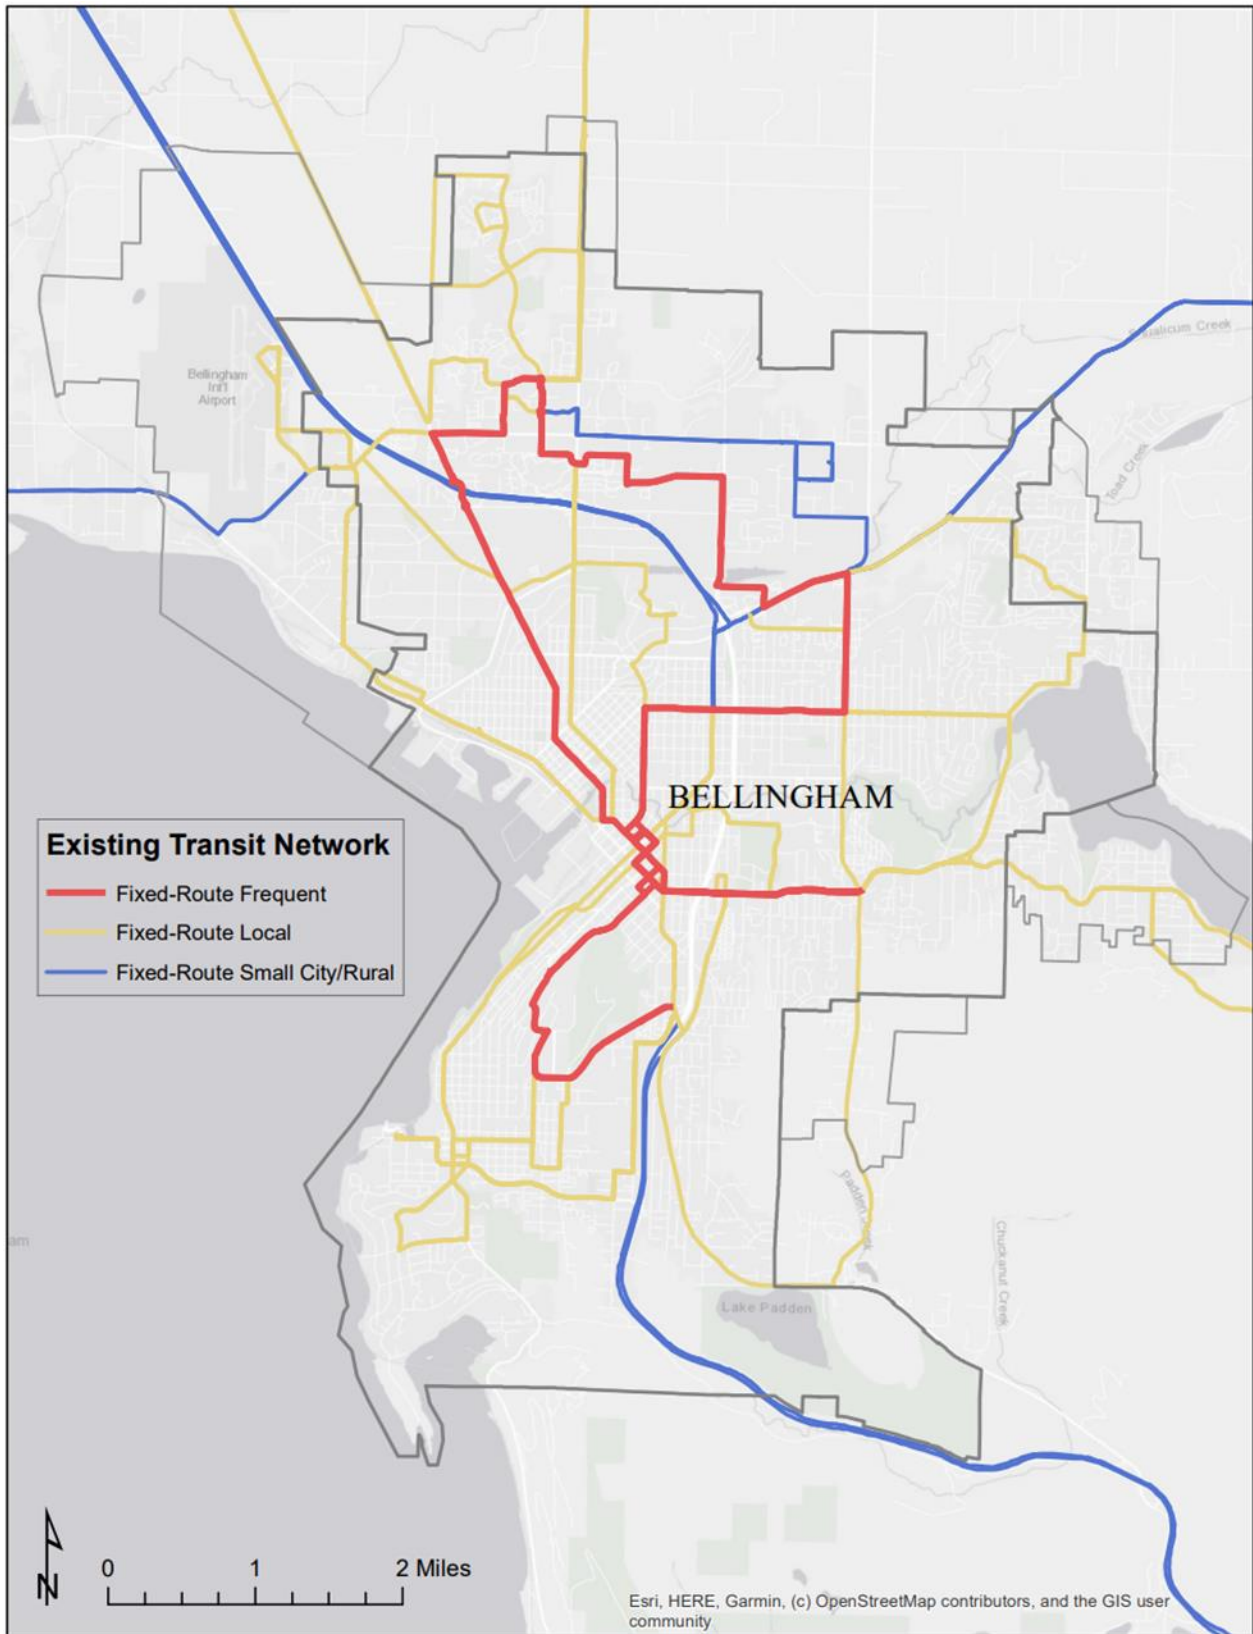 Squalicum Creek
Bellingham
Int'l
Airport
Toad Creek
BELLINGHAM
Existing Transit Network
Fixed-Route Frequent
Fixed-Route Local
Fixed-Route Small City/Rural
Padden Creek
Chuckanut Creek
am
Lake Padden
N
0 1 2 Miles
Esri, HERE, Garmin, (c) OpenStreetMap contributors, and the GIS user
community